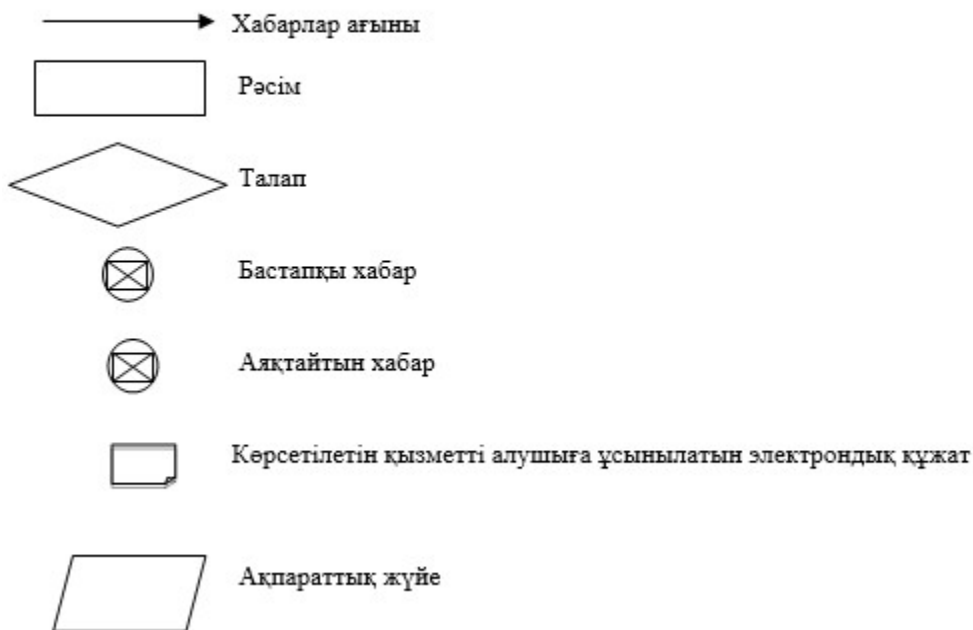 Хабарлар ағыны
Рәсім
Талап
Бастапқы хабар
Аяқтайтын хабар
Көрсетілетін қызметті алушыға ұсынылатын электрондық құжат
Ақпараттық жүйе